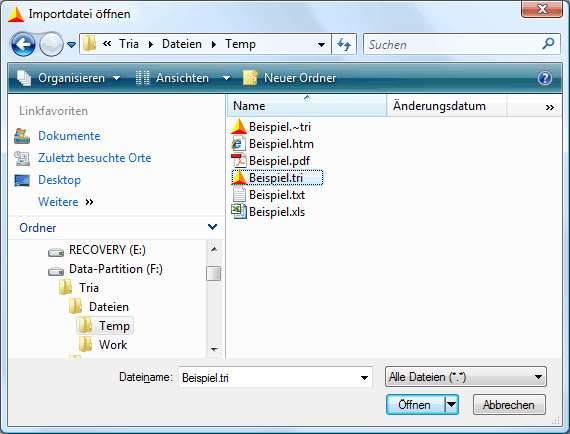 Importdatei öffnen
« Tria Dateien Temp Suchen
Organisieren Ansichten Neuer Ordner
Linkfavoriten
Dokumente
Zuletzt besuchte Orte
Desktop
Weitere »
Ordner
RECOVERY (E:)
Data-Partition (F:)
Tria
Dateien
Temp
Work
Name Änderungsdatum »
Beispiel.~tri
Beispiel.htm
Beispiel.pdf
Beispiel.tri
Beispiel.txt
Beispiel.xls
Dateiname: Beispiel.tri Alle Dateien (*.*)
Öffnen Abbrechen